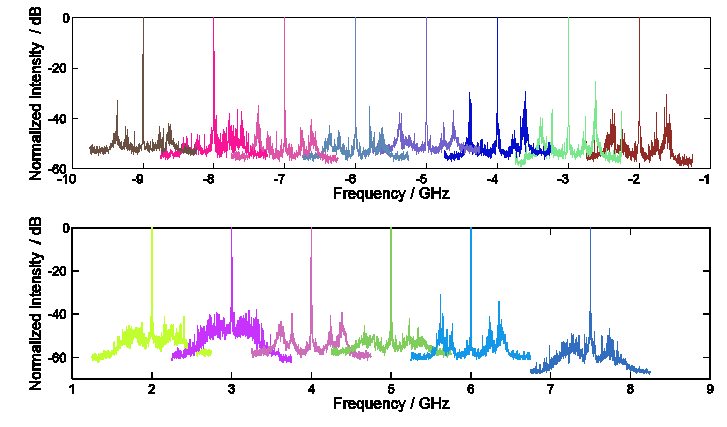 Normalized Intensity / dB
0
-20
-40
-60
-10 -9 -8 -7 -6 -5 -4 -3 -2 -1
Frequency / GHz
Normalized Intensity / dB
0
-20
-40
-60
1 2 3 4 5 6 7 8 9
Frequency / GHz